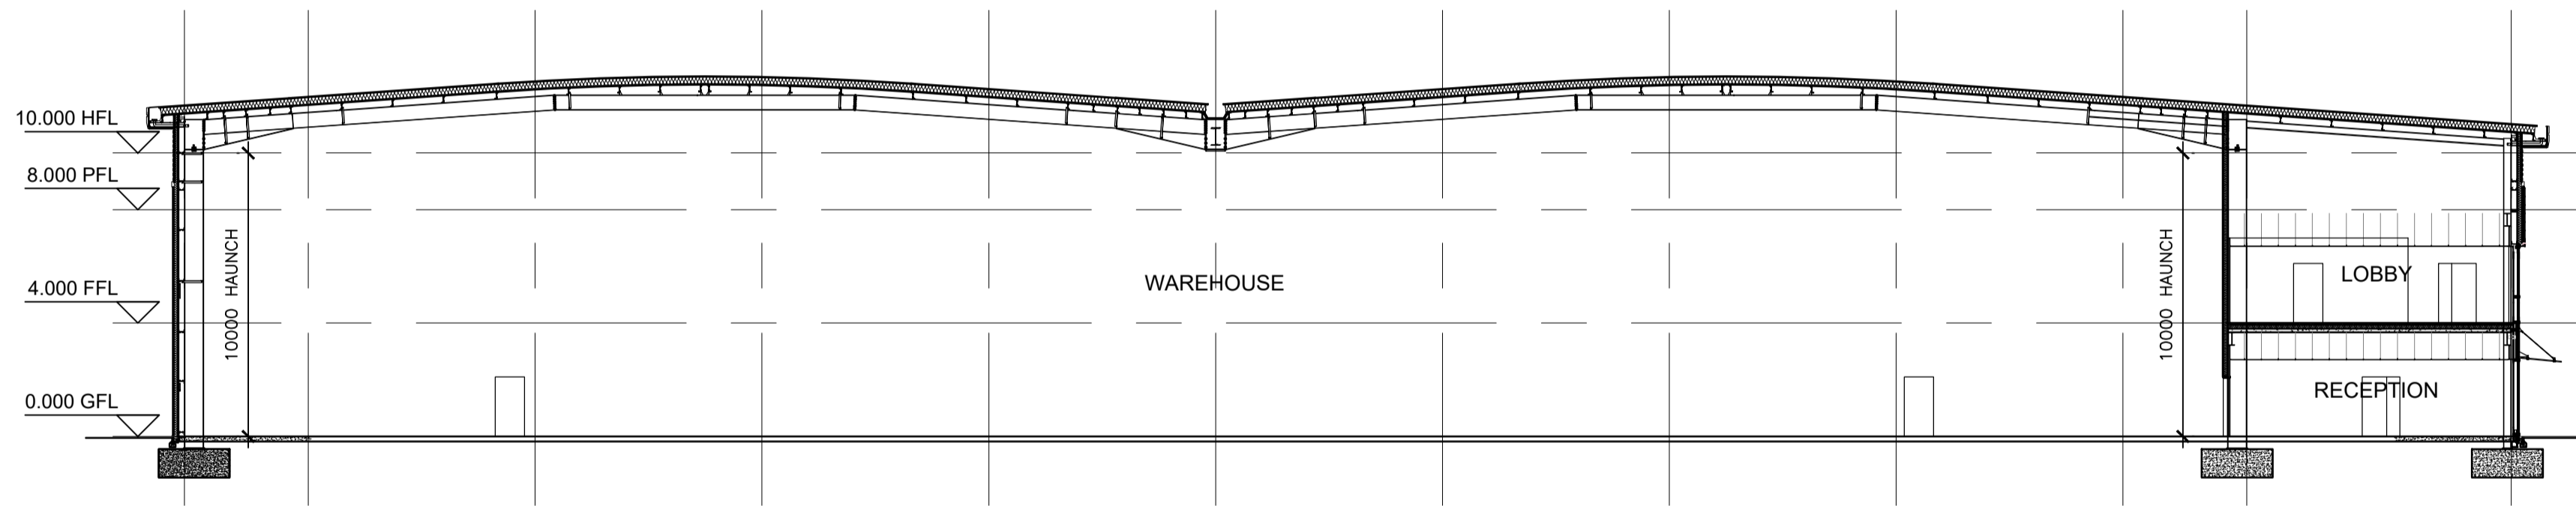 10.000 HFL
8.000 PFL
4.000 FFL
0.000 GFL
10000 HAUNCH
WAREHOUSE
10000 HAUNCH
LOBBY
RECEPTION